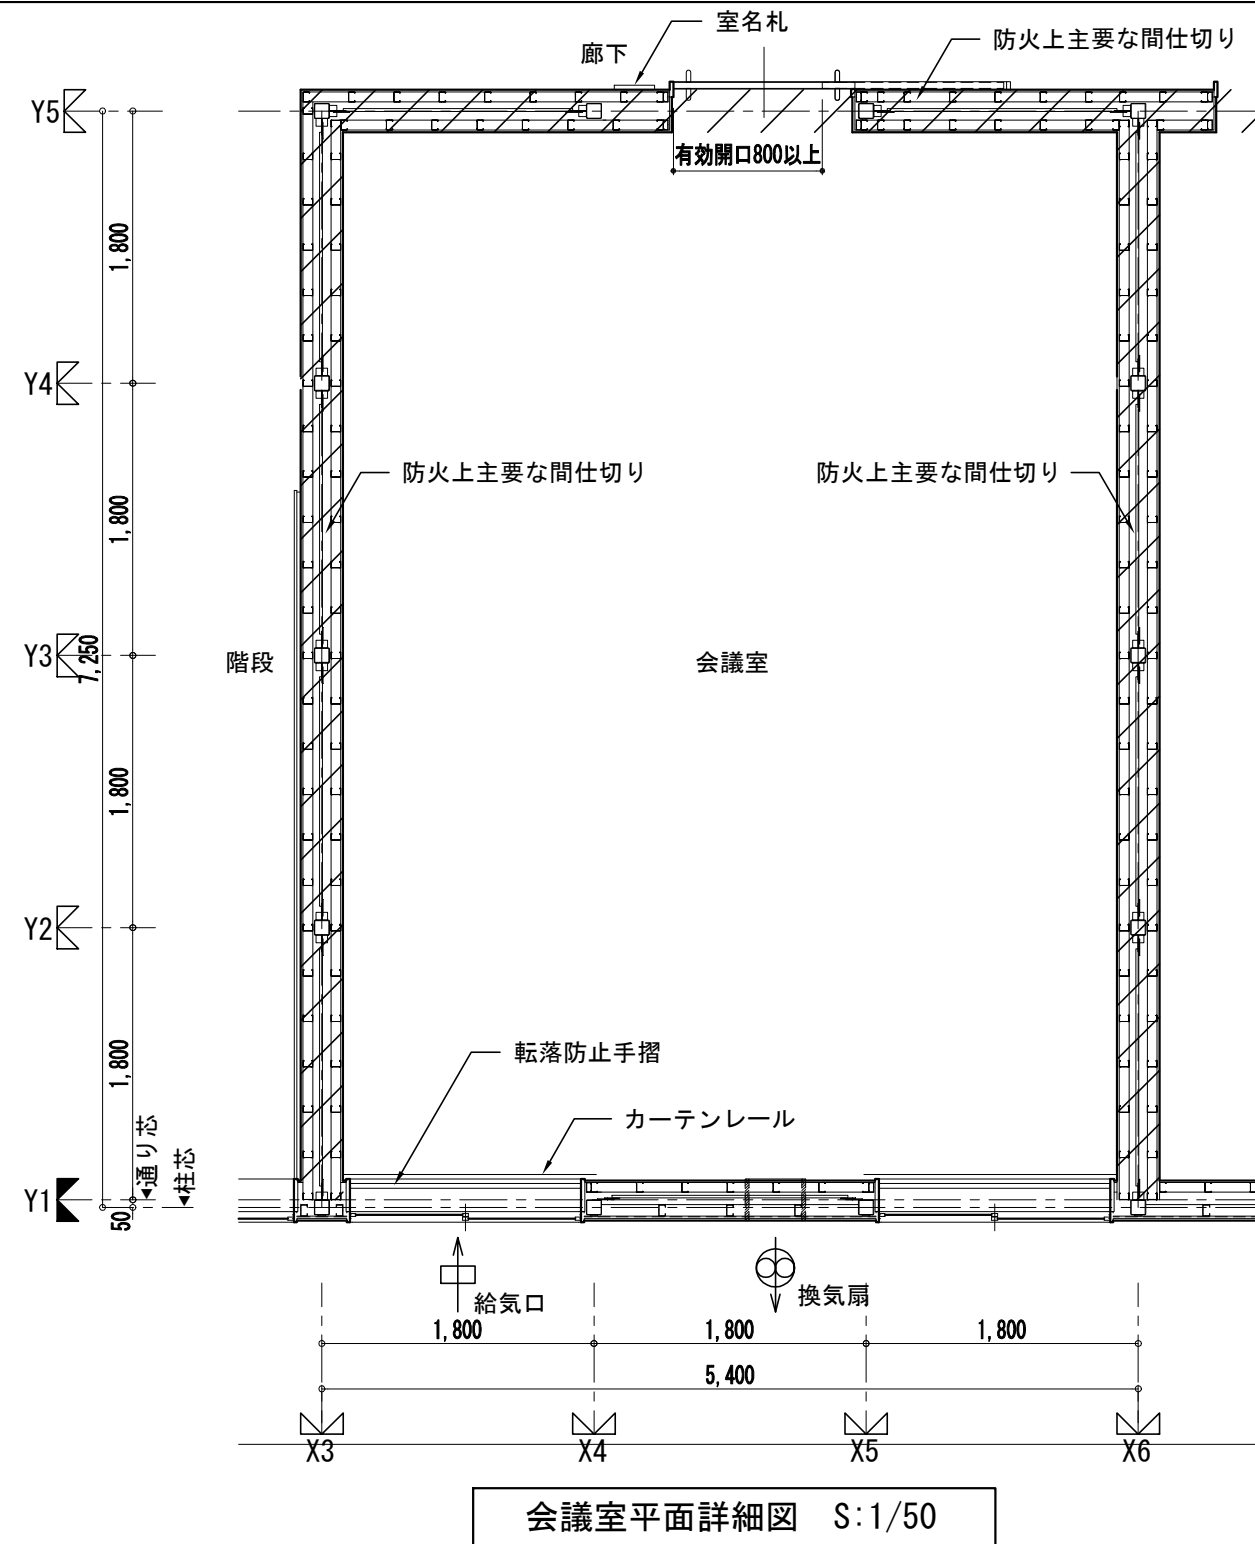 室名札
廊下
防火上主要な間仕切り
Y5
有効開口800以上
1,800
Y4
防火上主要な間仕切り
防火上主要な間仕切り
1,800
Y3
7,250
階段
会議室
1,800
Y2
転落防止手摺
1,800
カーテンレール
◀通り芯
◀柱芯
Y1
50
給気口
換気扇
1,800
1,800
1,800
5,400
X3
X4
X5
X6
会議室平面詳細図 S:1/50